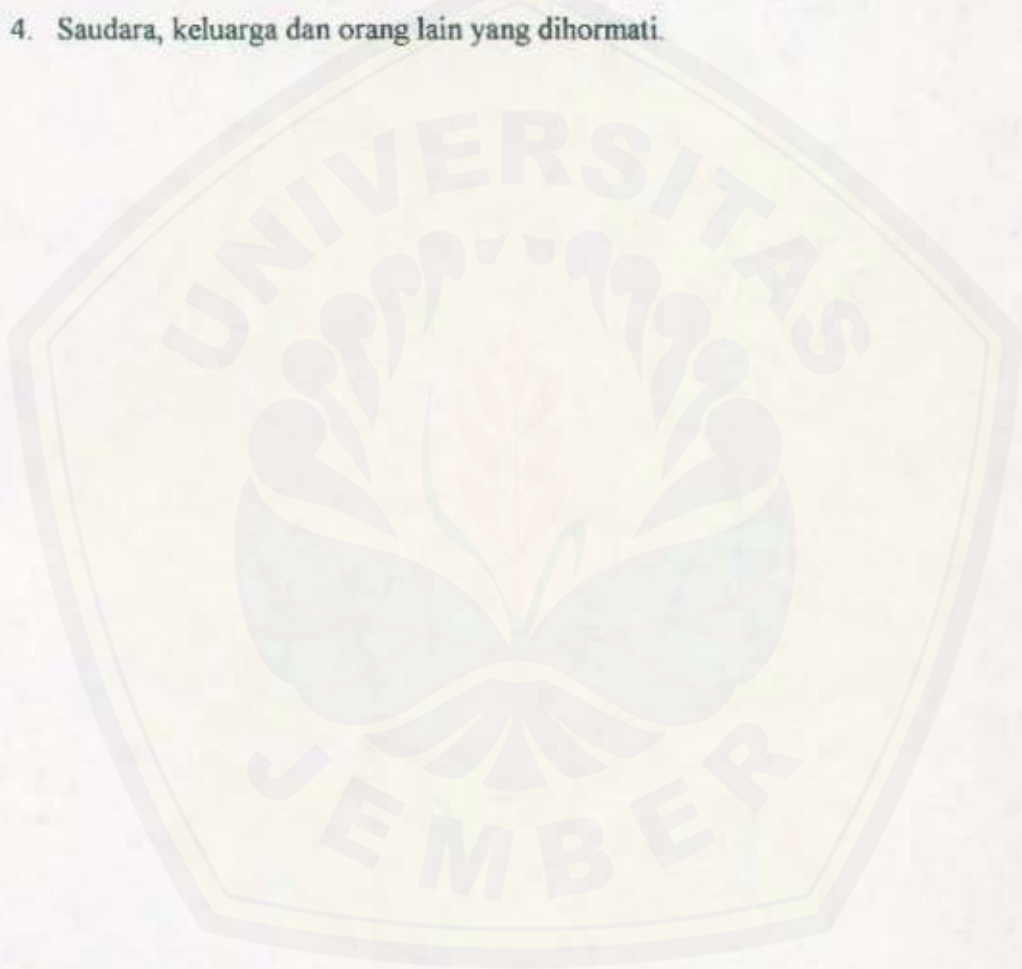 4. Saudara, keluarga dan orang lain yang dihormati.
UNIVERSITAS
JEMBER